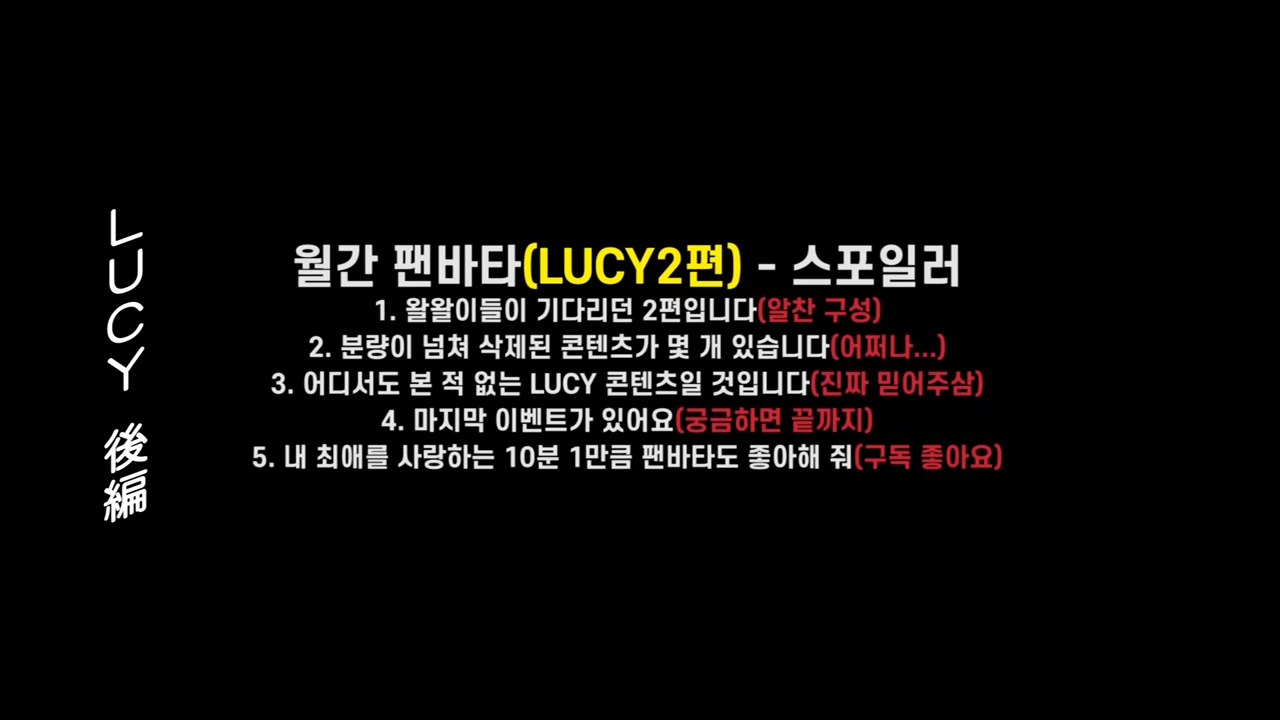 LUCY 後編
월간 팬바타(LUCY2편) - 스포일러
1. 왈왈이들이 기다리던 2편입니다(알찬 구성)
2. 분량이 넘쳐 삭제된 콘텐츠가 몇 개 있습니다(어쩌나...)
3. 어디서도 본 적 없는 LUCY 콘텐츠일 것입니다(진짜 믿어주삼)
4. 마지막 이벤트가 있어요(궁금하면 끝까지)
5. 내 최애를 사랑하는 10분 1만큼 팬바타도 좋아해 줘(구독 좋아요)